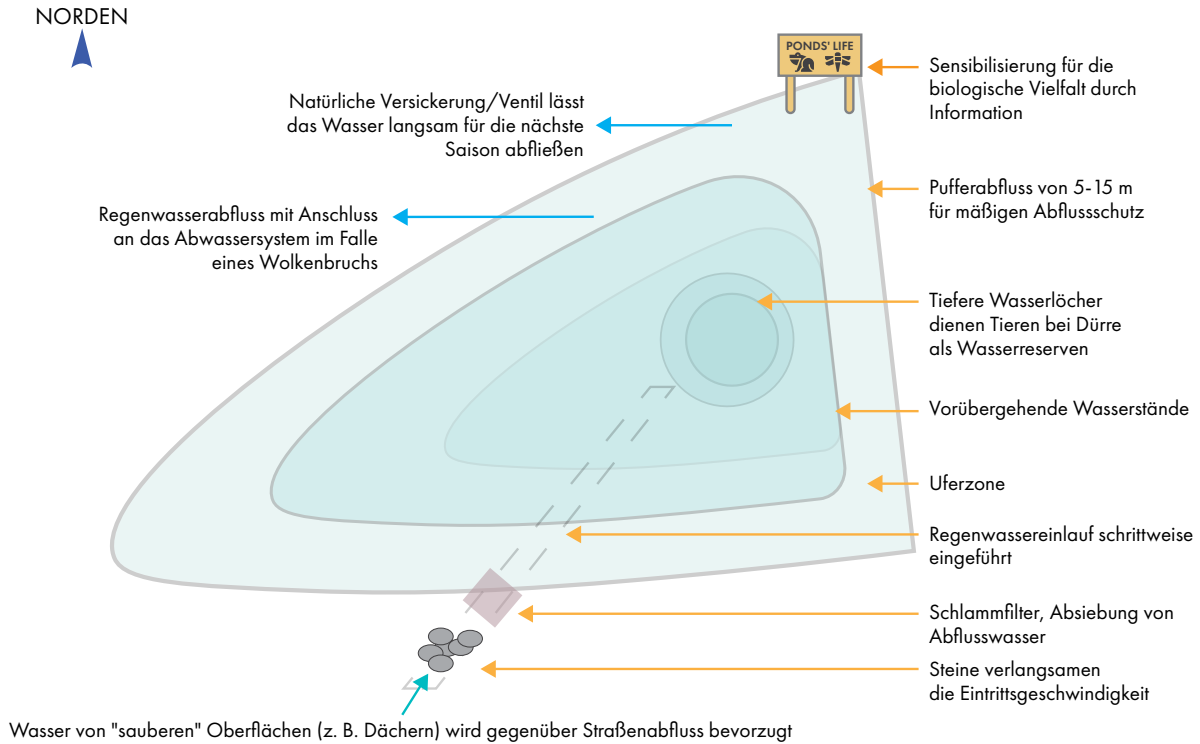 NORDEN
PONDS' LIFE
Sensibilisierung für die
biologische Vielfalt durch
Information
Natürliche Versickerung/Ventil lässt
das Wasser langsam für die nächste
Saison abfließen
Pufferabfluss von 5-15 m
für mäßigen Abflussschutz
Regenwasserabfluss mit Anschluss
an das Abwassersystem im Falle
eines Wolkenbruchs
Tiefere Wasserlöcher
dienen Tieren bei Dürre
als Wasserreserven
Vorübergehende Wasserstände
Uferzone
Regenwassereinlauf schrittweise
eingeführt
Schlammfilter, Absiebung von
Abflusswasser
Steine verlangsamen
die Eintrittsgeschwindigkeit
Wasser von "sauberen" Oberflächen (z. B. Dächern) wird gegenüber Straßenabfluss bevorzugt